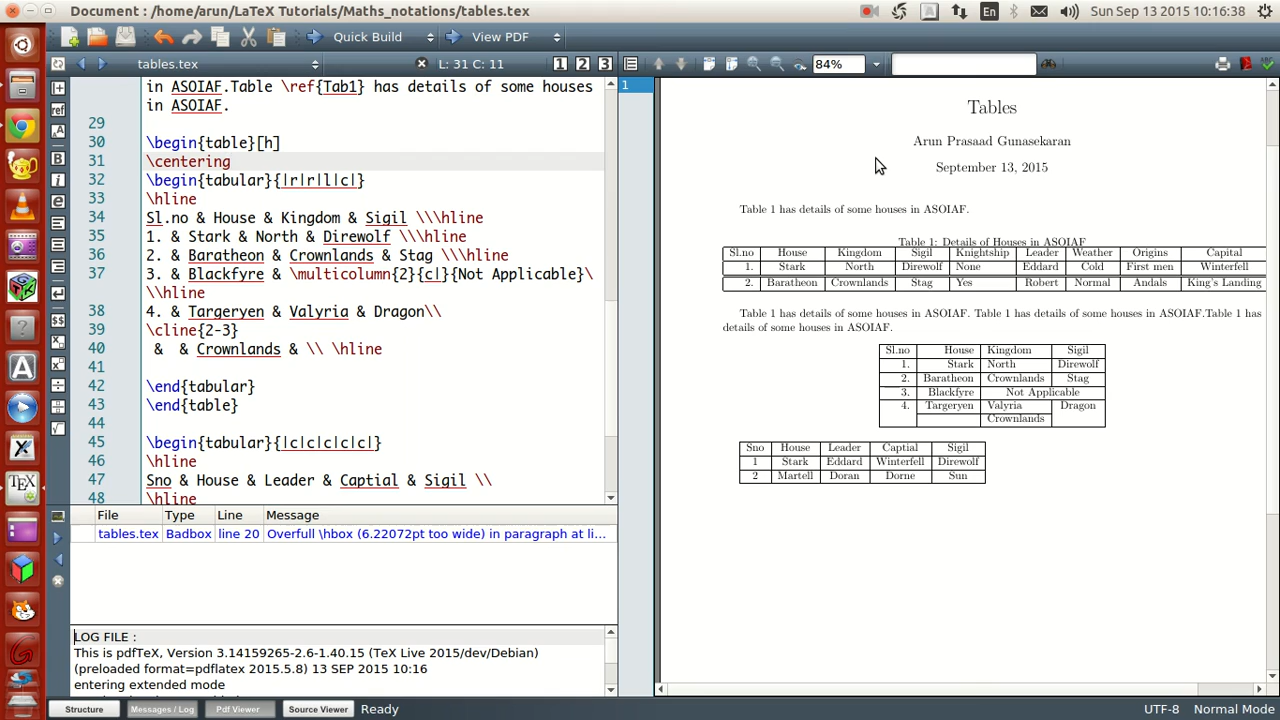 Document : /home/arun/LaTeX Tutorials/Maths_notations/tables.tex
En
Sun Sep 13 2015 10:16:38
Quick Build
View PDF
tables.tex
L: 31 C: 11
1 2 3
84%
in ASOIAF.Table \ref{Tab1} has details of some houses
in ASOIAF.
29
30 \begin{table}[h]
31 \centering
32 \begin{tabular}{|r|r|l|c|}
33 \hline
34 Sl.no & House & Kingdom & Sigil \\\hline
35 1. & Stark & North & Direwolf \\\hline
36 2. & Baratheon & Crownlands & Stag \\\hline
37 3. & Blackfyre & \multicolumn{2}{c|}{Not Applicable}\
\\hline
38 4. & Targeryen & Valyria & Dragon\\
39 \cline{2-3}
40 & & Crownlands & \\ \hline
41
42 \end{tabular}
43 \end{table}
44
45 \begin{tabular}{|c|c|c|c|c|}
46 \hline
47 Sno & House & Leader & Captial & Sigil \\
48 \hline
File Type Line Message
tables.tex Badbox line 20 Overfull \hbox (6.22072pt too wide) in paragraph at li...
LOG FILE :
This is pdfTeX, Version 3.14159265-2.6-1.40.15 (TeX Live 2015/dev/Debian)
(preloaded format=pdflatex 2015.5.8) 13 SEP 2015 10:16
entering extended mode
1
Tables
Arun Prasaad Gunasekaran
September 13, 2015
Table 1 has details of some houses in ASOIAF.
Table 1: Details of Houses in ASOIAF
Sl.no House Kingdom Sigil Knightship Leader Weather Origins Capital
1. Stark North Direwolf None Eddard Cold First men Winterfell
2. Baratheon Crownlands Stag Yes Robert Normal Andals King's Landing
Table 1 has details of some houses in ASOIAF. Table 1 has details of some houses in ASOIAF.Table 1 has
details of some houses in ASOIAF.
Sl.no House Kingdom Sigil
1. Stark North Direwolf
2. Baratheon Crownlands Stag
3. Blackfyre Not Applicable
4. Targeryen Valyria Dragon
Crownlands
Sno House Leader Captial Sigil
1 Stark Eddard Winterfell Direwolf
2 Martell Doran Dorne Sun
Structure
Messages / Log
Pdf Viewer
Source Viewer
Ready
UTF-8
Normal Mode